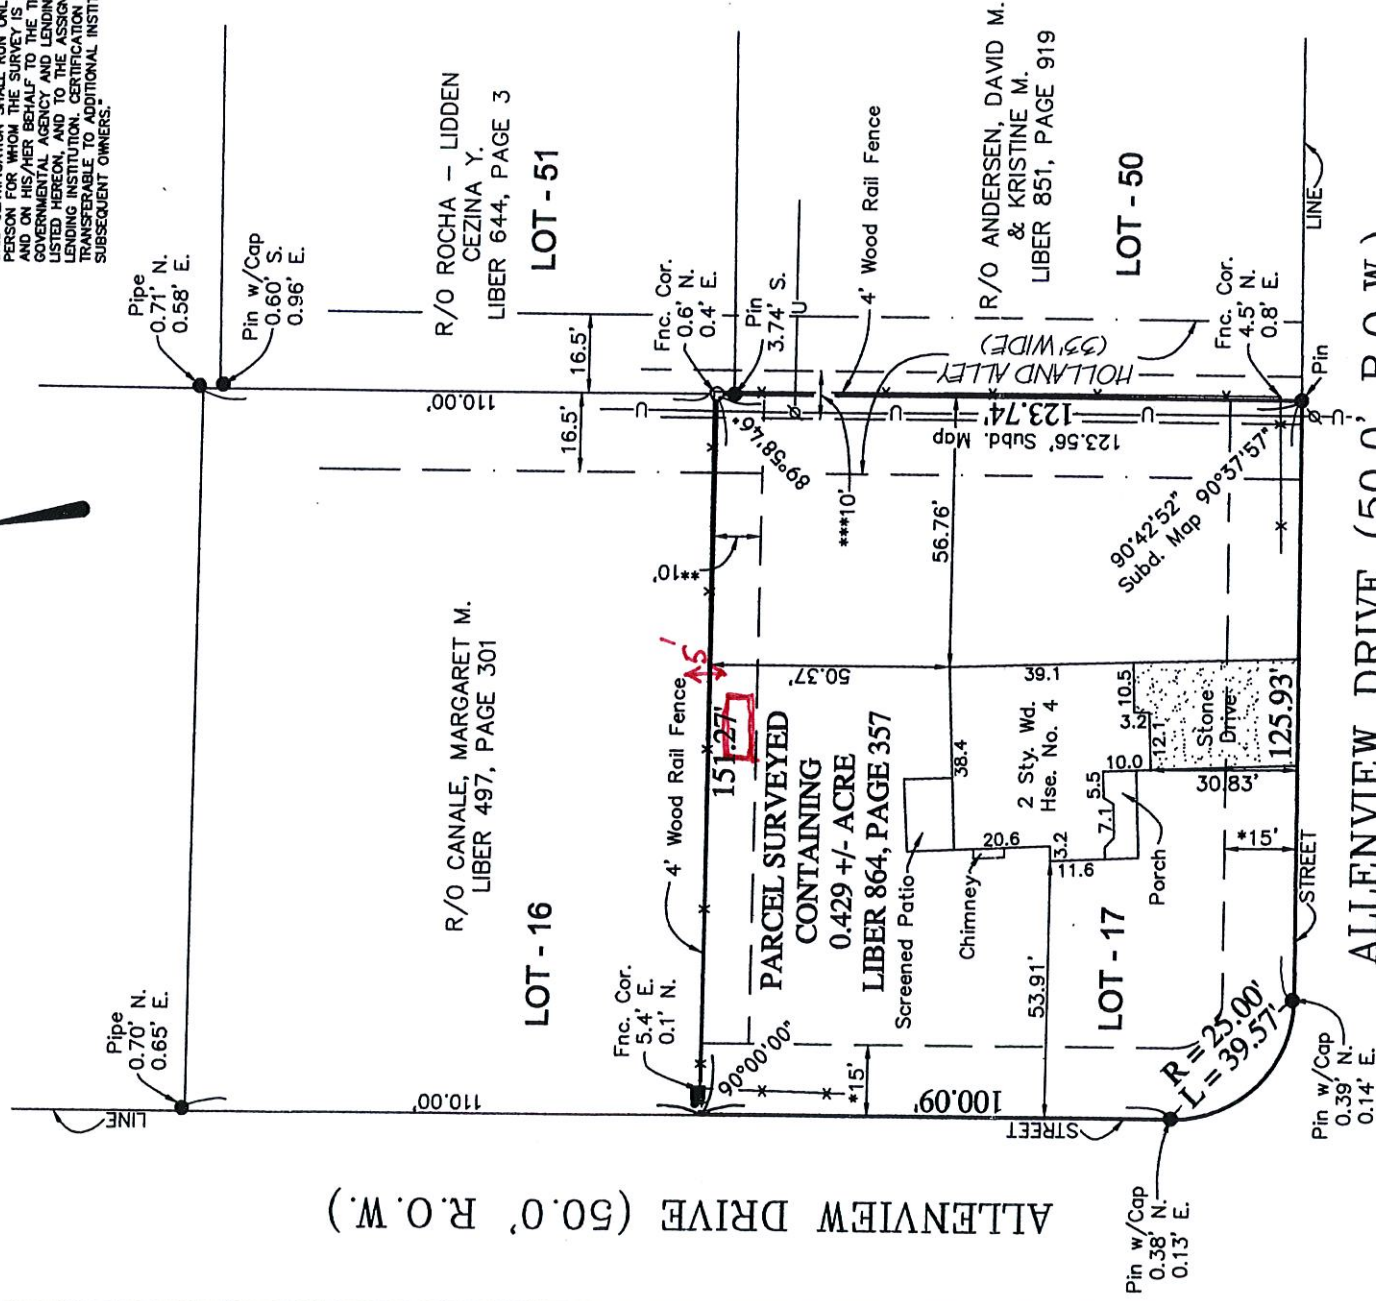 PERSON FOR WHOM THE SURVEY IS
AND ON HIS/HER BEHALF TO THE
GOVERNMENTAL AGENCY AND LENDING
LISTED HEREON, AND TO THE
LENDING INSTITUTION. CERTIFICATION
TRANSFERABLE TO ADDITIONAL
SUBSEQUENT OWNERS."
Pipe
0.71' N.
0.58' E.
Pin w/Cap
0.60' S.
0.96' E.
R/O ROCHA - LIDDEN
CEZINA Y.
LIBER 644, PAGE 3
LOT - 51
R/O ANDERSEN, DAVID M.
& KRISTINE M.
LIBER 851, PAGE 919
LOT - 50
LINE
16.5'
16.5'
110.00'
Fnc. Cor.
0.6' N.
0.4' E.
Pin
3.74' S.
U
4' Wood Rail Fence
HOLLAND ALLEY
(33' WIDE)
Fnc. Cor.
4.5' N.
0.8' E.
Pin
U
U
U
U
123.74'
123.56' Subd. Map
89°58'46"
***10'
**10'
56.76'
90°42'52"
Subd. Map 90°37'57"
R/O CANALE, MARGARET M.
LIBER 497, PAGE 301
LOT - 16
5'
4' Wood Rail Fence
151.27'
50.37'
PARCEL SURVEYED
CONTAINING
0.429 +/- ACRE
LIBER 864, PAGE 357
38.4
39.1
2 Sty. Wd.
Hse. No. 4
10.5
3.2
12.1
10.0
5.5
7.1
Stone
Drive
125.93'
30.83'
Screened Patio
Chimney
20.6
3.2
11.6
Porch
*15'
STREET
LOT - 17
53.91'
Pipe
0.70' N.
0.65' E.
LINE
110.00'
Fnc. Cor.
5.4' E.
0.1' N.
90°00'00"
*15'
100.09'
STREET
R = 25.00'
L = 39.57'
Pin w/Cap
0.39' N.
0.14' E.
Pin w/Cap
0.38' N.
0.13' E.
ALLENVIEW DRIVE (50.0' R.O.W.)
ALLENVIEW DRIVE (50.0' R.O.W.)